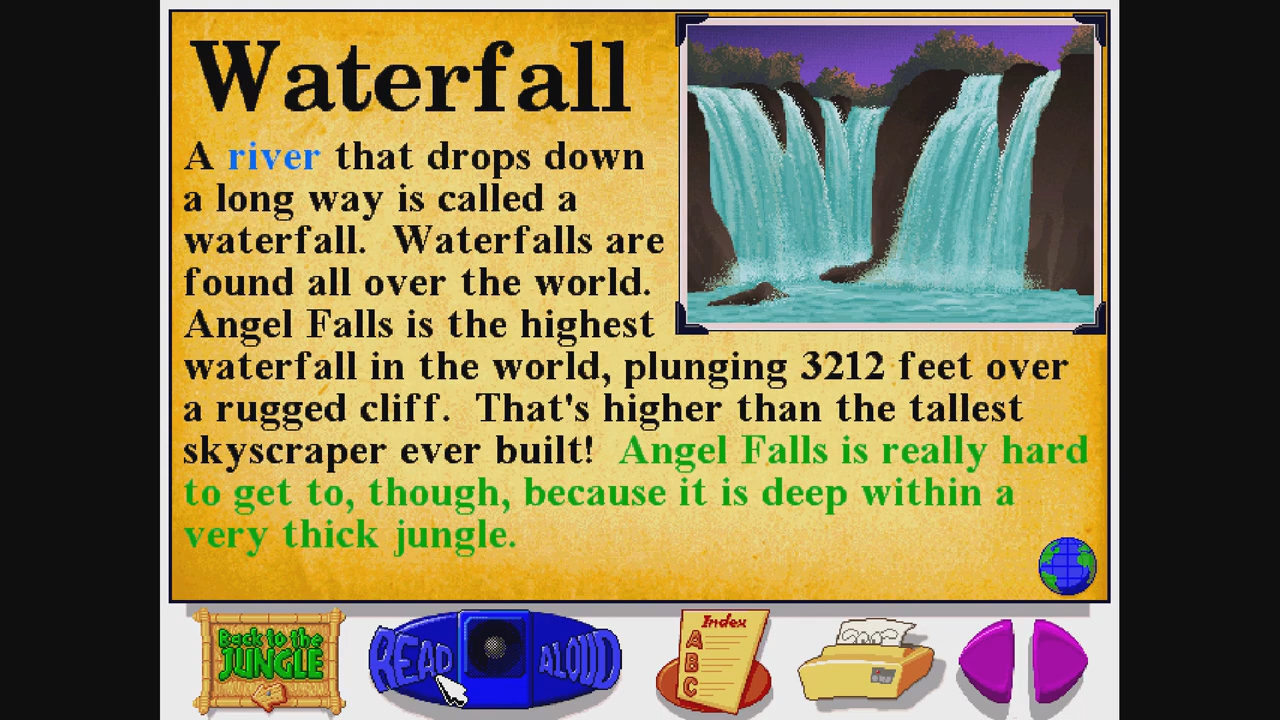 Waterfall
A river that drops down
a long way is called a
waterfall.  Waterfalls are
found all over the world.
Angel Falls is the highest
waterfall in the world, plunging 3212 feet over
a rugged cliff.  That's higher than the tallest
skyscraper ever built!  Angel Falls is really hard
to get to, though, because it is deep within a
very thick jungle.
Back to the
JUNGLE
READ ALOUD
Index
A
B
C